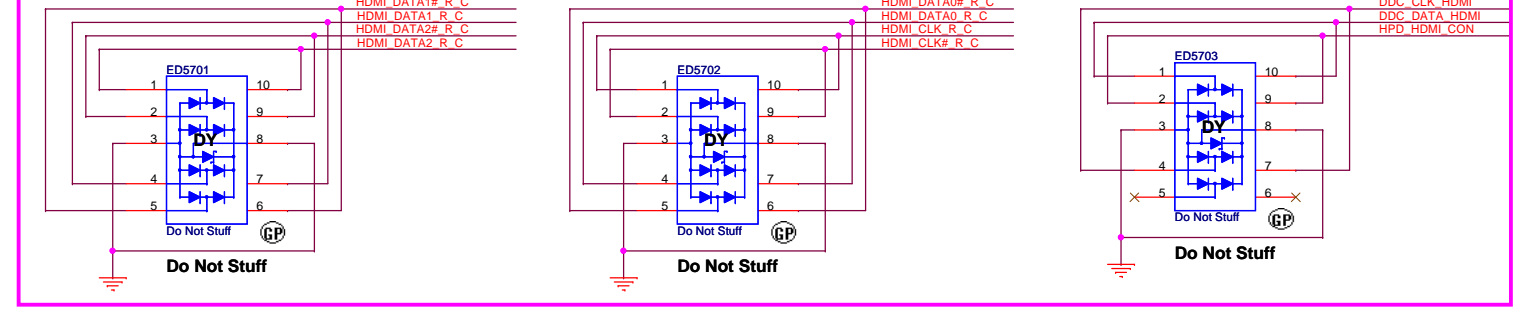 HDMI_DATA1#_R_C
HDMI_DATA1_R_C
HDMI_DATA2#_R_C
HDMI_DATA2_R_C
ED5701
1
10
2
9
3
8
DY
4
7
5
6
Do Not Stuff
GP
Do Not Stuff
HDMI_DATA0#_R_C
HDMI_DATA0_R_C
HDMI_CLK_R_C
HDMI_CLK#_R_C
ED5702
1
10
2
9
3
8
DY
4
7
5
6
Do Not Stuff
GP
Do Not Stuff
DDC_CLK_HDMI
DDC_DATA_HDMI
HPD_HDMI_CON
ED5703
1
10
2
9
3
8
DY
4
7
5
6
Do Not Stuff
GP
Do Not Stuff